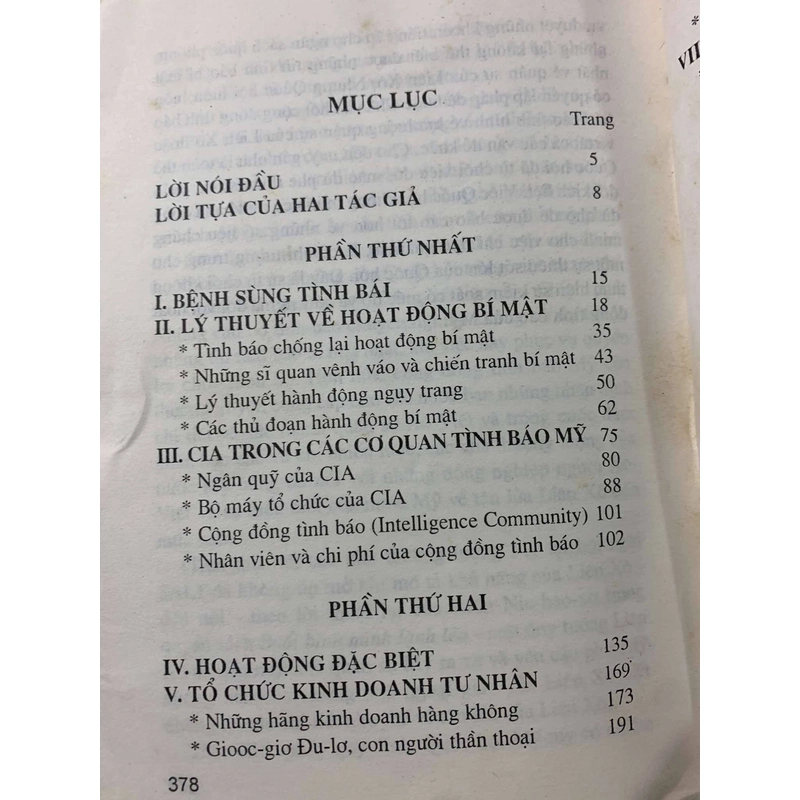 MỤC LỤC
Trang
LỜI NÓI ĐẦU 5
LỜI TỰA CỦA HAI TÁC GIẢ 8
PHẦN THỨ NHẤT
I. BỆNH SÙNG TÌNH BÁI 15
II. LÝ THUYẾT VỀ HOẠT ĐỘNG BÍ MẬT 18
* Tình báo chống lại hoạt động bí mật 35
* Những sĩ quan vênh váo và chiến tranh bí mật 43
* Lý thuyết hành động ngụy trang 50
* Các thủ đoạn hành động bí mật 62
III. CIA TRONG CÁC CƠ QUAN TÌNH BÁO MỸ 75
* Ngân quỹ của CIA 80
* Bộ máy tổ chức của CIA 88
* Cộng đồng tình báo (Intelligence Community) 101
* Nhân viên và chi phí của cộng đồng tình báo 102
PHẦN THỨ HAI
IV. HOẠT ĐỘNG ĐẶC BIỆT 135
V. TỔ CHỨC KINH DOANH TƯ NHÂN 169
* Những hãng kinh doanh hàng không 173
* Giooc-giơ Đu-lơ, con người thần thoại 191
378
*